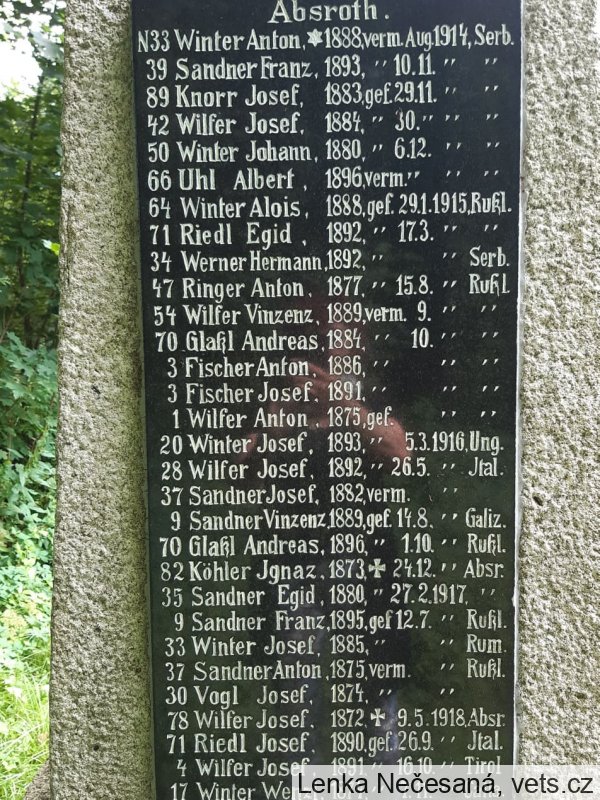 Absroth.
N33 Winter Anton, ✶1888, verm. Aug. 1914, Serb.
39 Sandner Franz, 1893, " 10.11. " "
89 Knorr Josef, 1883, gef. 29.11. " "
42 Wilfer Josef, 1884, " 30. " " "
50 Winter Johann, 1880, " 6.12. " "
66 Uhl Albert, 1896, verm. " " "
64 Winter Alois, 1888, gef. 29.1.1915, Rußl.
71 Riedl Egid, 1892, " 17.3. " "
34 Werner Hermann, 1892, " " Serb.
47 Ringer Anton, 1877, " 15.8. " Rußl.
54 Wilfer Vinzenz, 1889, verm. 9. " "
70 Glaßl Andreas, 1884, " 10. " "
3 Fischer Anton, 1886, " " "
3 Fischer Josef, 1891, " " "
1 Wilfer Anton, 1875, gef. " "
20 Winter Josef, 1893, " 5.3.1916, Ung.
28 Wilfer Josef, 1892, " 26.5. " Jtal.
37 Sandner Josef, 1882, verm. "
9 Sandner Vinzenz, 1889, gef. 14.8. " Galiz.
70 Glaßl Andreas, 1896, " 1.10. " Rußl.
82 Köhler Jgnaz, 1873, ✠ 24.12. " Absr.
35 Sandner Egid, 1880, " 27.2.1917, "
9 Sandner Franz, 1895, gef. 12.7. " Rußl.
33 Winter Josef, 1885, " " Rum.
37 Sandner Anton, 1875, verm. " Rußl.
30 Vogl Josef, 1874, " "
78 Wilfer Josef, 1872, ✠ 9.5.1918, Absr.
71 Riedl Josef, 1890, gef. 26.9. " Jtal.
4 Wilfer Josef 1891 " 16.10. " Tirol
17 Winter
Lenka Nečesaná, vets.cz